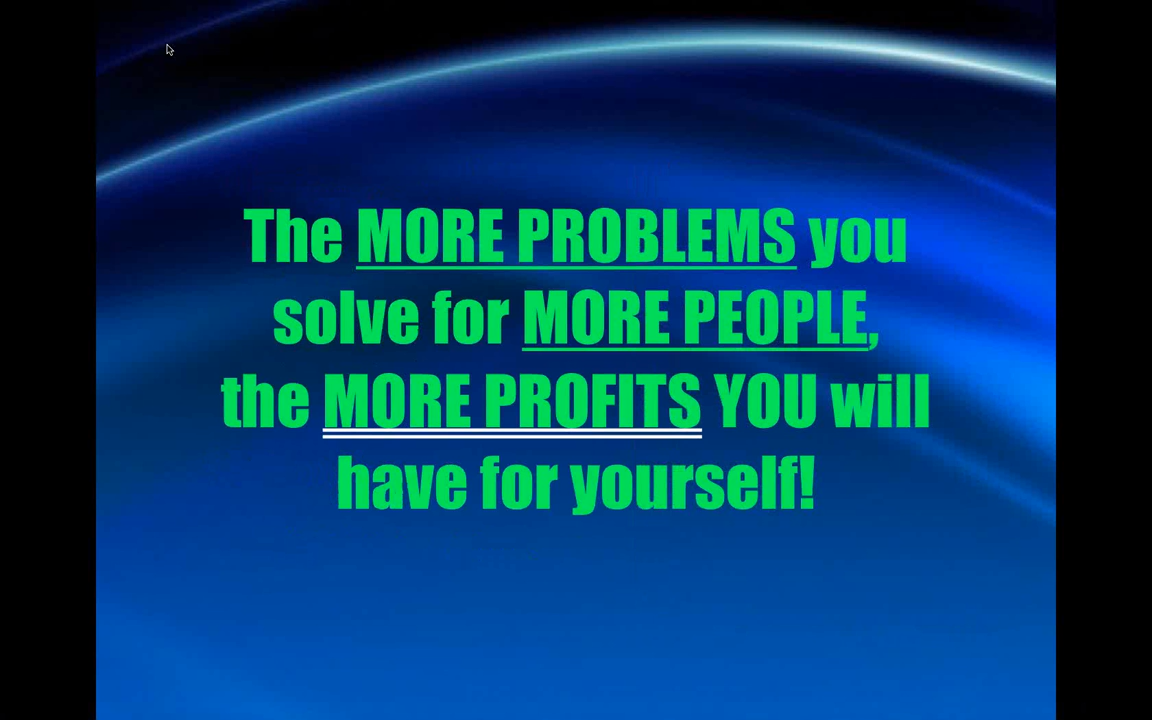 The MORE PROBLEMS you
solve for MORE PEOPLE,
the MORE PROFITS YOU will
have for yourself!